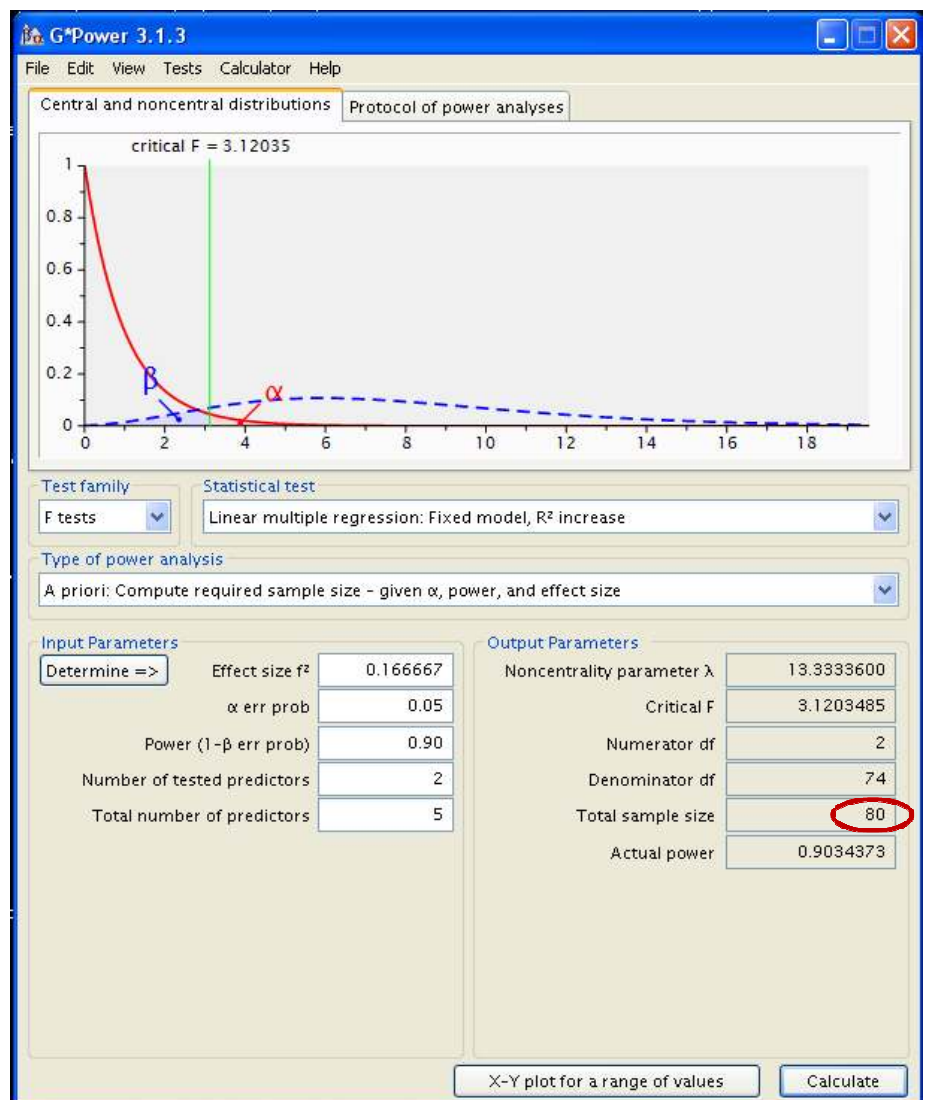 G*Power 3.1.3
File Edit View Tests Calculator Help
Central and noncentral distributions Protocol of power analyses
critical F = 3.12035
1
0.8
0.6
0.4
0.2
0
β
α
0 2 4 6 8 10 12 14 16 18
Test family Statistical test
F tests Linear multiple regression: Fixed model, R² increase
Type of power analysis
A priori: Compute required sample size - given α, power, and effect size
Input Parameters Output Parameters
Determine => Effect size f² 0.166667 Noncentrality parameter λ 13.3333600
α err prob 0.05 Critical F 3.1203485
Power (1-β err prob) 0.90 Numerator df 2
Number of tested predictors 2 Denominator df 74
Total number of predictors 5 Total sample size 80
Actual power 0.9034373
X-Y plot for a range of values Calculate